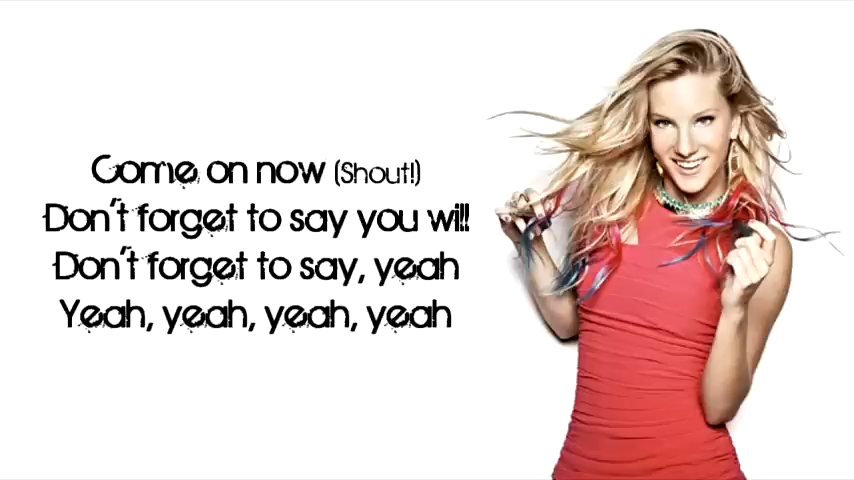 Come on now (Shout!)
Don't forget to say you will
Don't forget to say, yeah
Yeah, yeah, yeah, yeah